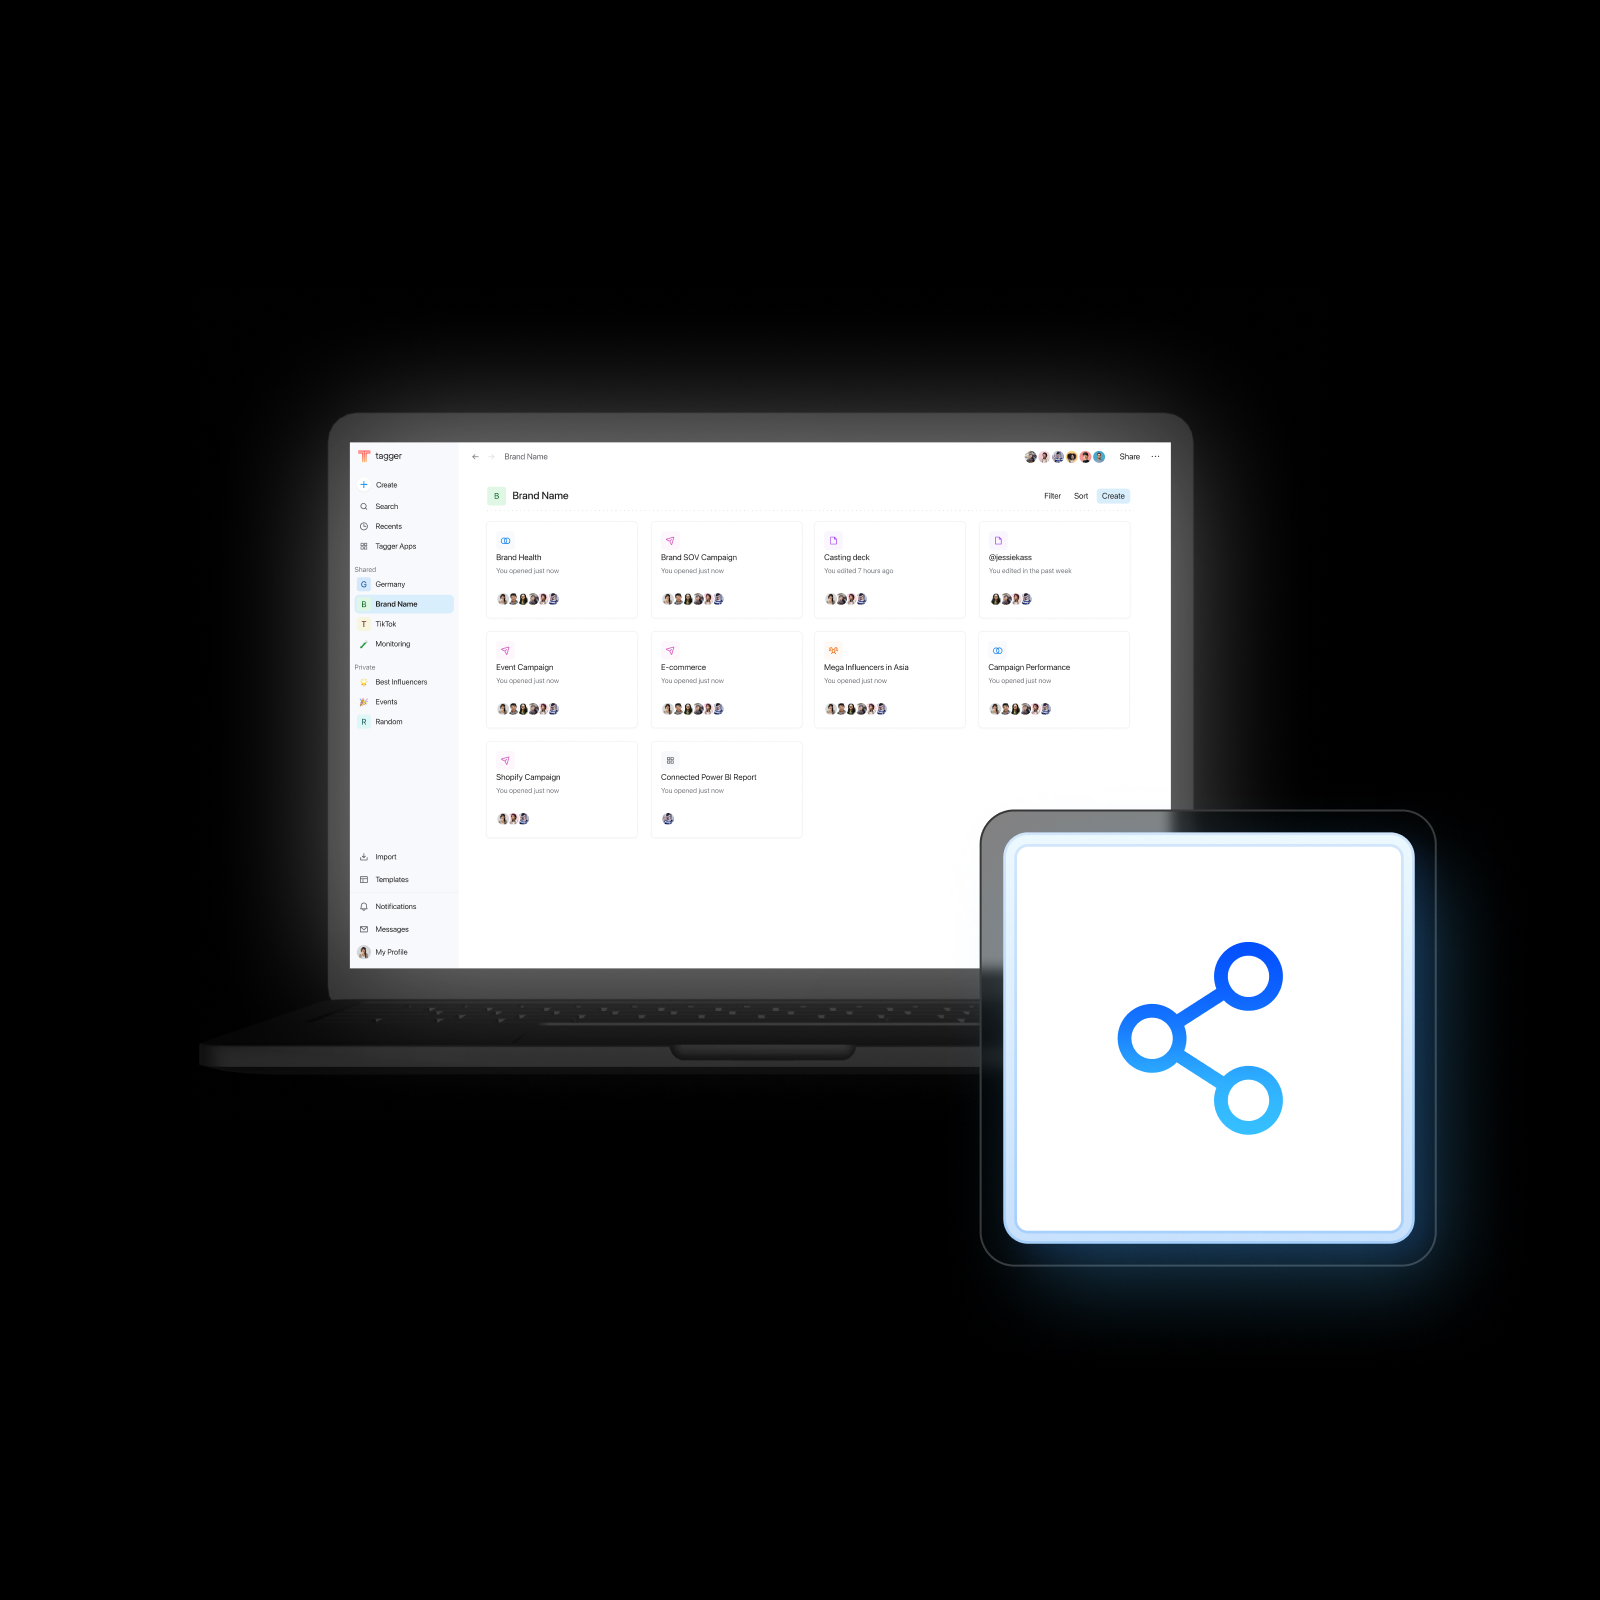 tagger
Create
Search
Recents
Tagger Apps
Shared
G Germany
B Brand Name
T TikTok
Monitoring
Private
Best Influencers
Events
R Random
Import
Templates
Notifications
Messages
My Profile
← → Brand Name
Share ...
B Brand Name
Filter Sort Create
Brand Health
You opened just now
Brand SOV Campaign
You opened just now
Casting deck
You edited 7 hours ago
@jessiekass
You edited in the past week
Event Campaign
You opened just now
E-commerce
You opened just now
Mega Influencers in Asia
You opened just now
Campaign Performance
You opened just now
Shopify Campaign
You opened just now
Connected Power BI Report
You opened just now